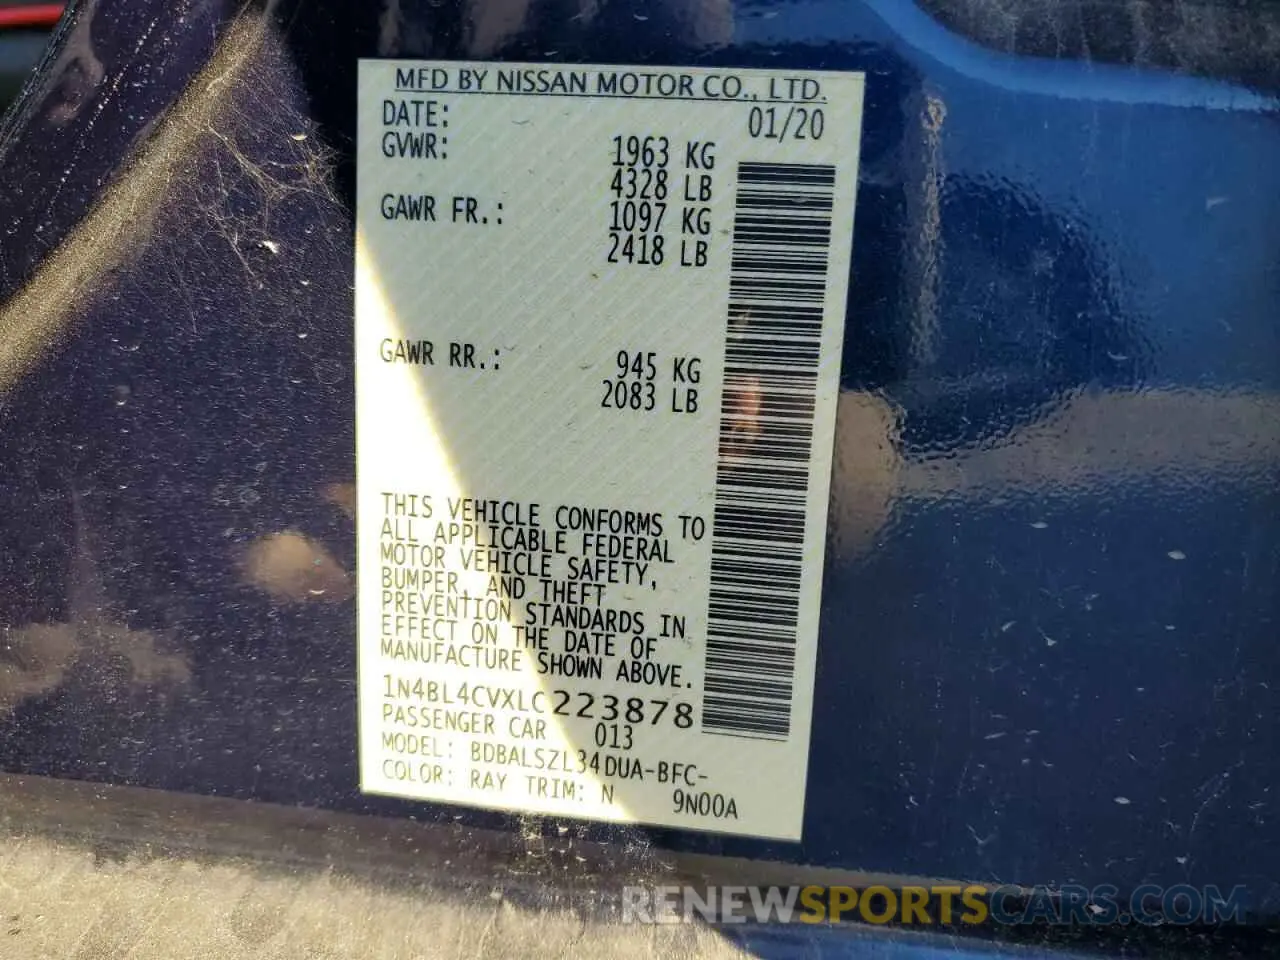 MFD BY NISSAN MOTOR CO., LTD.
DATE: 01/20
GVWR: 1963 KG
4328 LB
GAWR FR.: 1097 KG
2418 LB
GAWR RR.: 945 KG
2083 LB
THIS VEHICLE CONFORMS TO
ALL APPLICABLE FEDERAL
MOTOR VEHICLE SAFETY,
BUMPER, AND THEFT
PREVENTION STANDARDS IN
EFFECT ON THE DATE OF
MANUFACTURE SHOWN ABOVE.
1N4BL4CVXLC223878
PASSENGER CAR 013
MODEL: BDBALSZL34DUA-BFC-
COLOR: RAY TRIM: N 9N00A
RENEWSPORTSCARS.COM